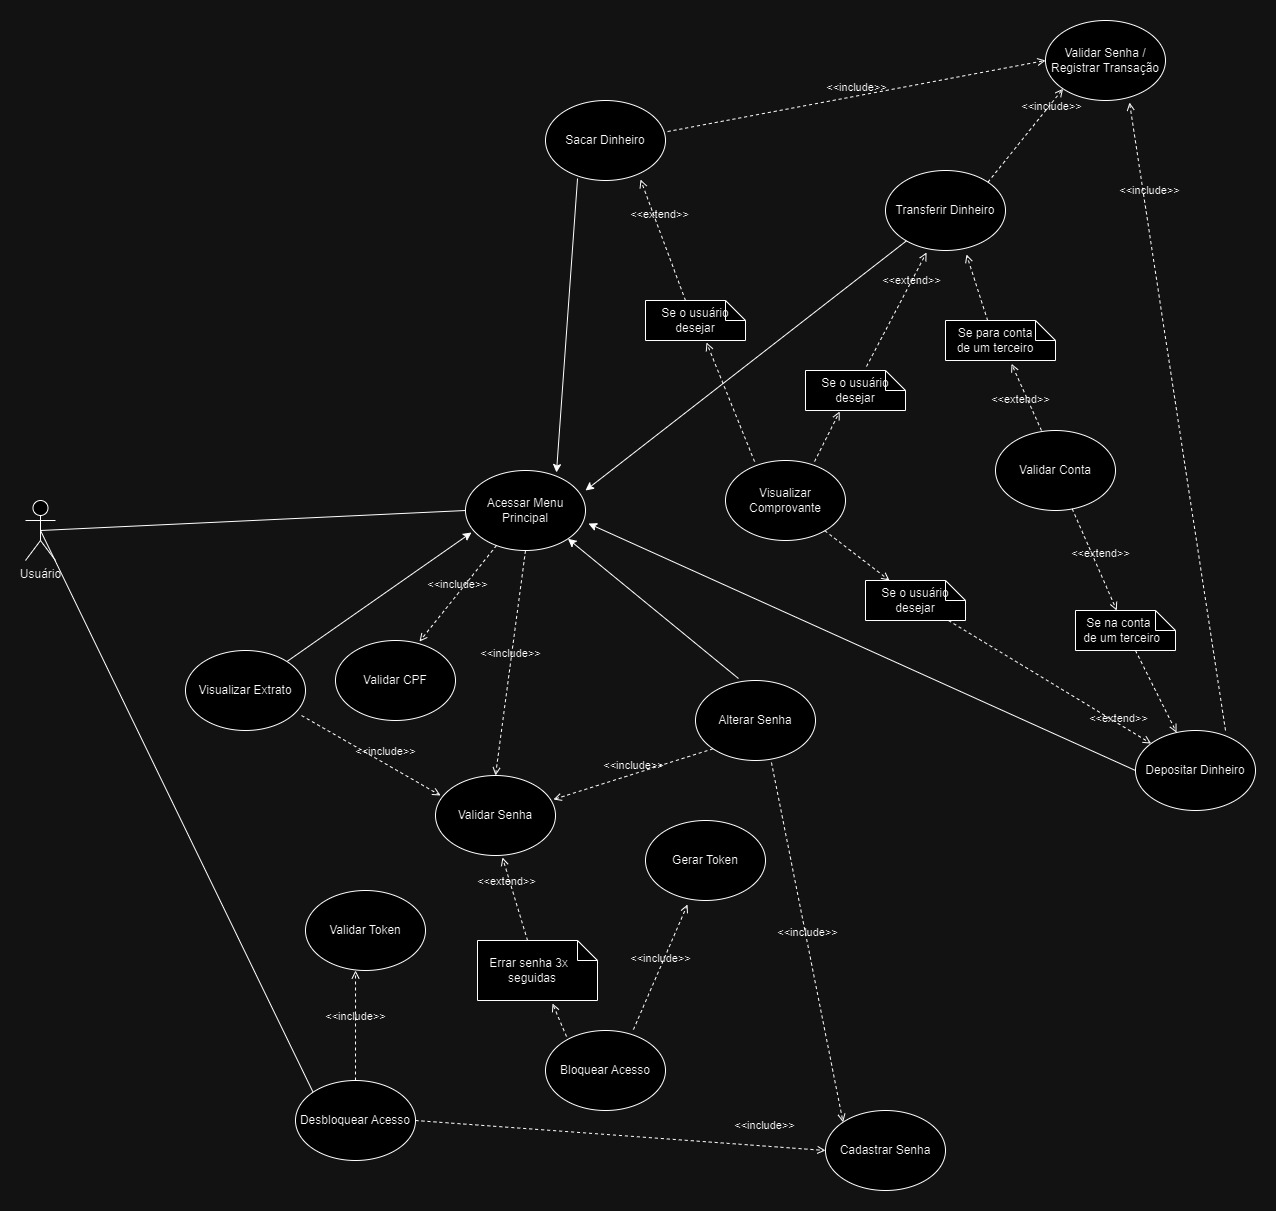 Validar Senha /
Registrar Transação
<<include>>
<<include>>
Sacar Dinheiro
<<include>>
Transferir Dinheiro
<<extend>>
<<extend>>
Se o usuário
desejar
Se para conta
de um terceiro
Se o usuário
desejar
<<extend>>
Validar Conta
Visualizar
Comprovante
Acessar Menu
Principal
Usuário
<<include>>
<<extend>>
Se o usuário
desejar
Se na conta
de um terceiro
<<include>>
Validar CPF
Visualizar Extrato
Alterar Senha
<<extend>>
<<include>>
<<include>>
Depositar Dinheiro
Validar Senha
Gerar Token
<<extend>>
Validar Token
<<include>>
Errar senha 3x
seguidas
<<include>>
<<include>>
Bloquear Acesso
Desbloquear Acesso
<<include>>
Cadastrar Senha